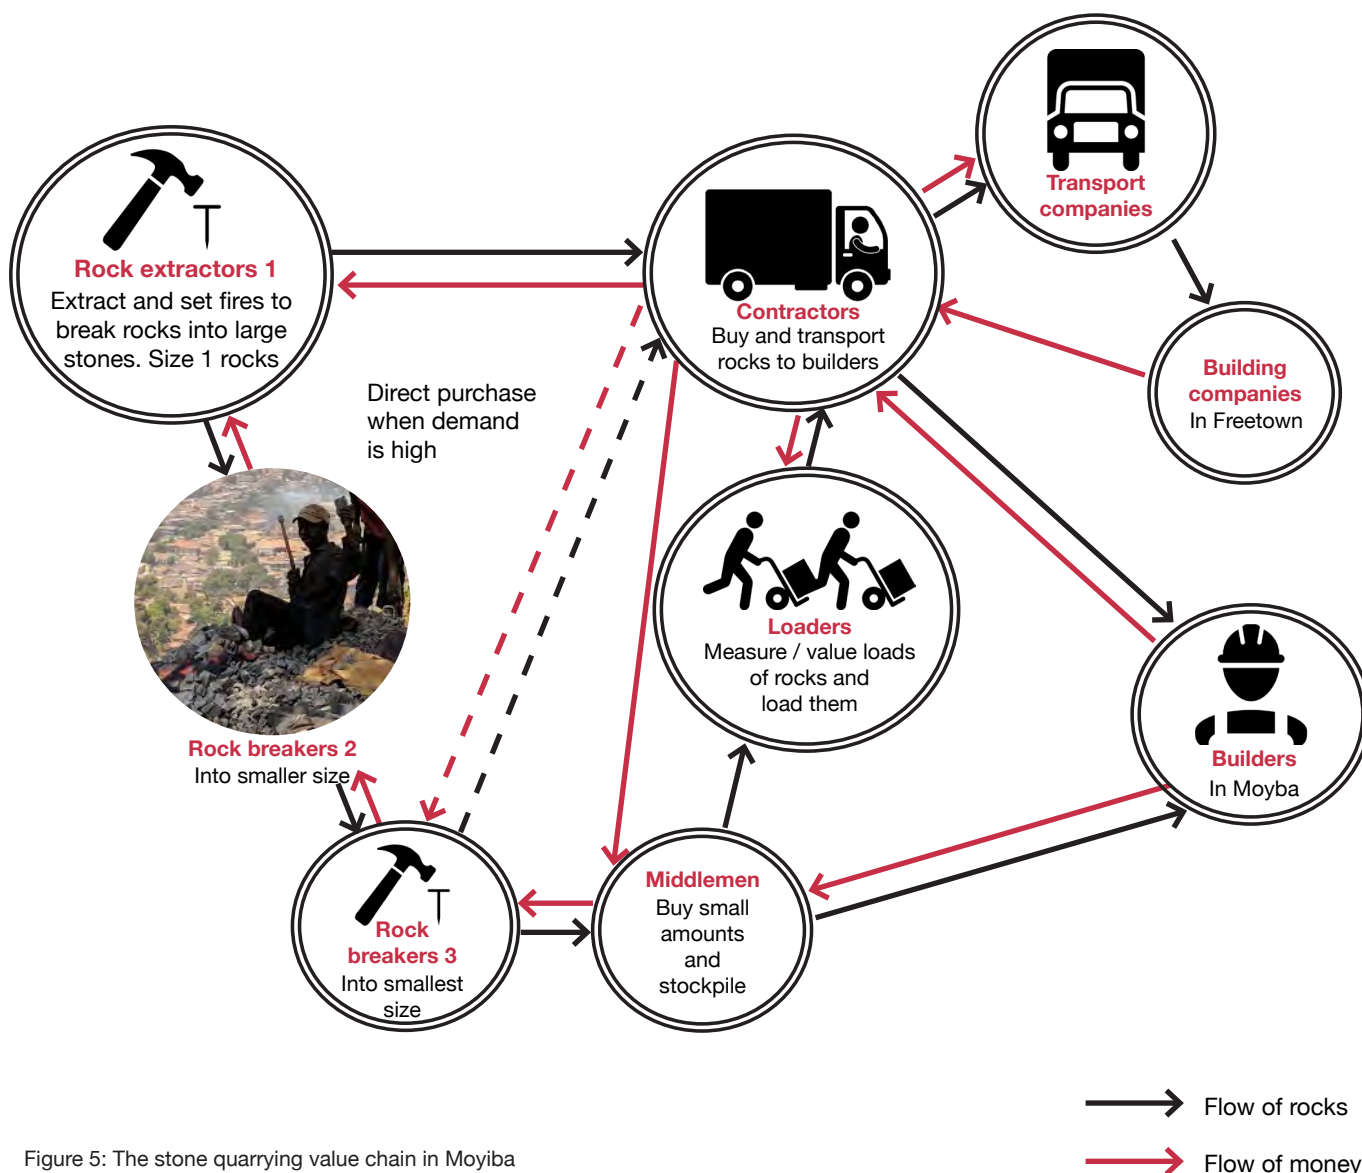 Transport
companies
Rock extractors 1
Extract and set fires to
break rocks into large
stones. Size 1 rocks
Contractors
Buy and transport
rocks to builders
Building
companies
In Freetown
Direct purchase
when demand
is high
Loaders
Measure / value loads
of rocks and
load them
Rock breakers 2
Into smaller size
Builders
In Moyba
Rock
breakers 3
Into smallest
size
Middlemen
Buy small
amounts
and
stockpile
Flow of rocks
Flow of money
Figure 5: The stone quarrying value chain in Moyiba